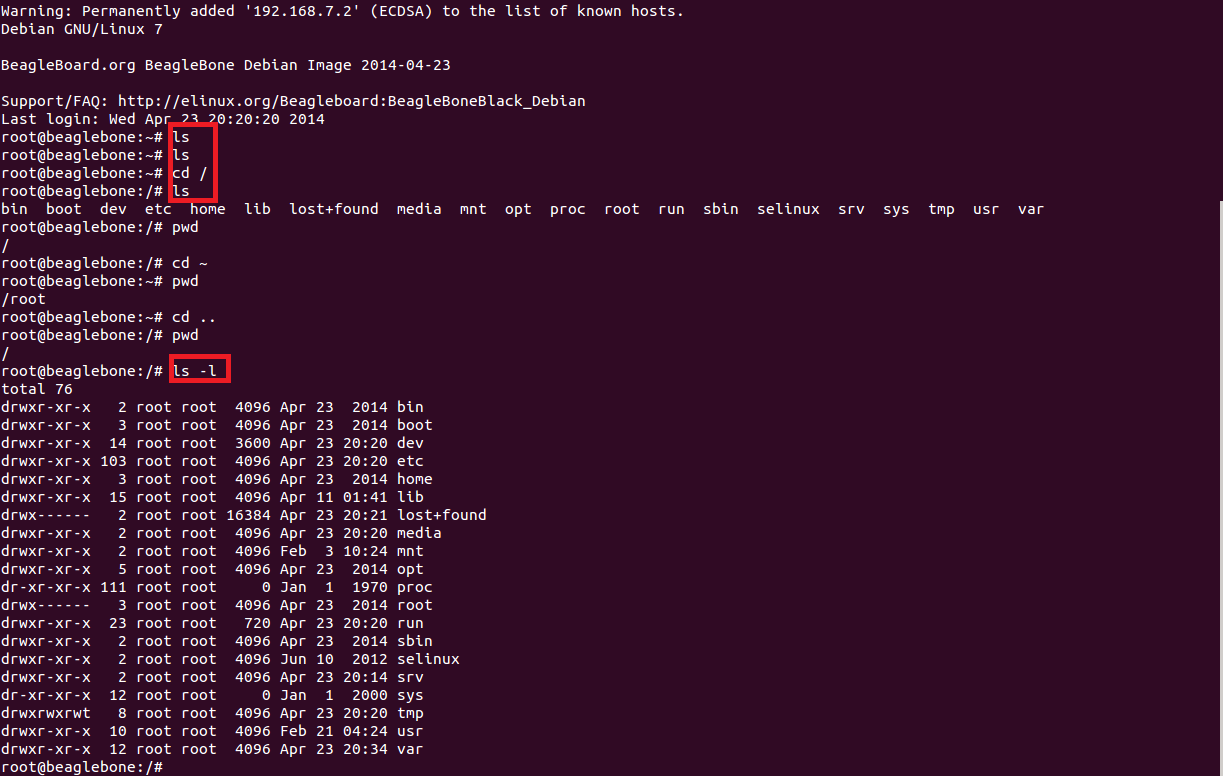 Warning: Permanently added '192.168.7.2' (ECDSA) to the list of known hosts.
Debian GNU/Linux 7
BeagleBoard.org BeagleBone Debian Image 2014-04-23
Support/FAQ: http://elinux.org/Beagleboard:BeagleBoneBlack_Debian
Last login: Wed Apr 23 20:20:20 2014
root@beaglebone:~# ls
root@beaglebone:~# ls
root@beaglebone:~# cd /
root@beaglebone:/# ls
bin  boot  dev  etc  home  lib  lost+found  media  mnt  opt  proc  root  run  sbin  selinux  srv  sys  tmp  usr  var
root@beaglebone:/# pwd
/
root@beaglebone:/# cd ~
root@beaglebone:~# pwd
/root
root@beaglebone:~# cd ..
root@beaglebone:/# pwd
/
root@beaglebone:/# ls -l
total 76
drwxr-xr-x   2 root root  4096 Apr 23  2014 bin
drwxr-xr-x   3 root root  4096 Apr 23  2014 boot
drwxr-xr-x  14 root root  3600 Apr 23 20:20 dev
drwxr-xr-x 103 root root  4096 Apr 23 20:20 etc
drwxr-xr-x   3 root root  4096 Apr 23  2014 home
drwxr-xr-x  15 root root  4096 Apr 11 01:41 lib
drwx------   2 root root 16384 Apr 23 20:21 lost+found
drwxr-xr-x   2 root root  4096 Apr 23 20:20 media
drwxr-xr-x   2 root root  4096 Feb  3 10:24 mnt
drwxr-xr-x   5 root root  4096 Apr 23  2014 opt
dr-xr-xr-x 111 root root     0 Jan  1  1970 proc
drwx------   3 root root  4096 Apr 23  2014 root
drwxr-xr-x  23 root root   720 Apr 23 20:20 run
drwxr-xr-x   2 root root  4096 Apr 23  2014 sbin
drwxr-xr-x   2 root root  4096 Jun 10  2012 selinux
drwxr-xr-x   2 root root  4096 Apr 23 20:14 srv
dr-xr-xr-x  12 root root     0 Jan  1  2000 sys
drwxrwxrwt   8 root root  4096 Apr 23 20:20 tmp
drwxr-xr-x  10 root root  4096 Feb 21 04:24 usr
drwxr-xr-x  12 root root  4096 Apr 23 20:34 var
root@beaglebone:/#